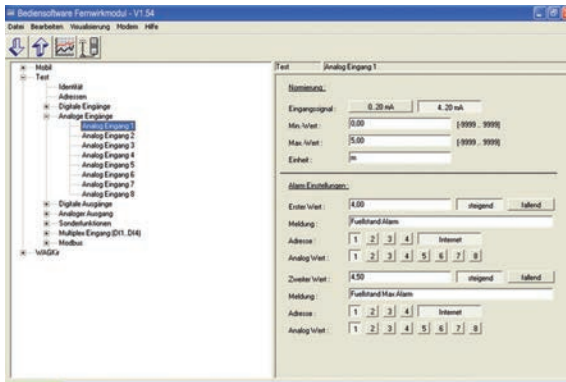 Bediensoftware Fernwirkmodul - V1.54
Datei Bearbeiten Visualisierung Modem Hilfe
Mobil
Test
Identität
Adressen
Digitale Eingänge
Analoge Eingänge
Analog Eingang 1
Analog Eingang 2
Analog Eingang 3
Analog Eingang 4
Analog Eingang 5
Analog Eingang 6
Analog Eingang 7
Analog Eingang 8
Digitale Ausgänge
Analoger Ausgang
Sonderfunktionen
Multiplex Eingang (DI1..DI4)
Modbus
WAGKir
Test Analog Eingang 1
Normierung :
Eingangssignal : 0..20 mA 4..20 mA
Min.-Wert : 0,00 [-9999 .. 9999]
Max.-Wert : 5,00 [-9999 .. 9999]
Einheit : m
Alarm Einstellungen :
Erster Wert : 4,00 steigend fallend
Meldung : Fuellstand Alarm
Adresse : 1 2 3 4 Internet
Analog Wert : 1 2 3 4 5 6 7 8
Zweiter Wert : 4,50 steigend fallend
Meldung : Fuellstand Max Alarm
Adresse : 1 2 3 4 Internet
Analog Wert : 1 2 3 4 5 6 7 8